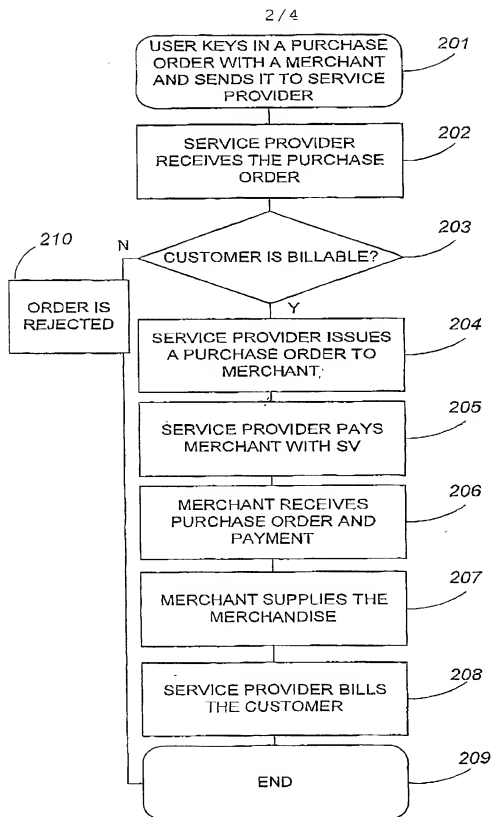 2/4
USER KEYS IN A PURCHASE
ORDER WITH A MERCHANT
AND SENDS IT TO SERVICE
PROVIDER
201
SERVICE PROVIDER
RECEIVES THE PURCHASE
ORDER
202
CUSTOMER IS BILLABLE?
203
N
210
ORDER IS
REJECTED
Y
SERVICE PROVIDER ISSUES
A PURCHASE ORDER TO
MERCHANT;
204
SERVICE PROVIDER PAYS
MERCHANT WITH SV
205
MERCHANT RECEIVES
PURCHASE ORDER AND
PAYMENT
206
MERCHANT SUPPLIES THE
MERCHANDISE
207
SERVICE PROVIDER BILLS
THE CUSTOMER
208
END
209